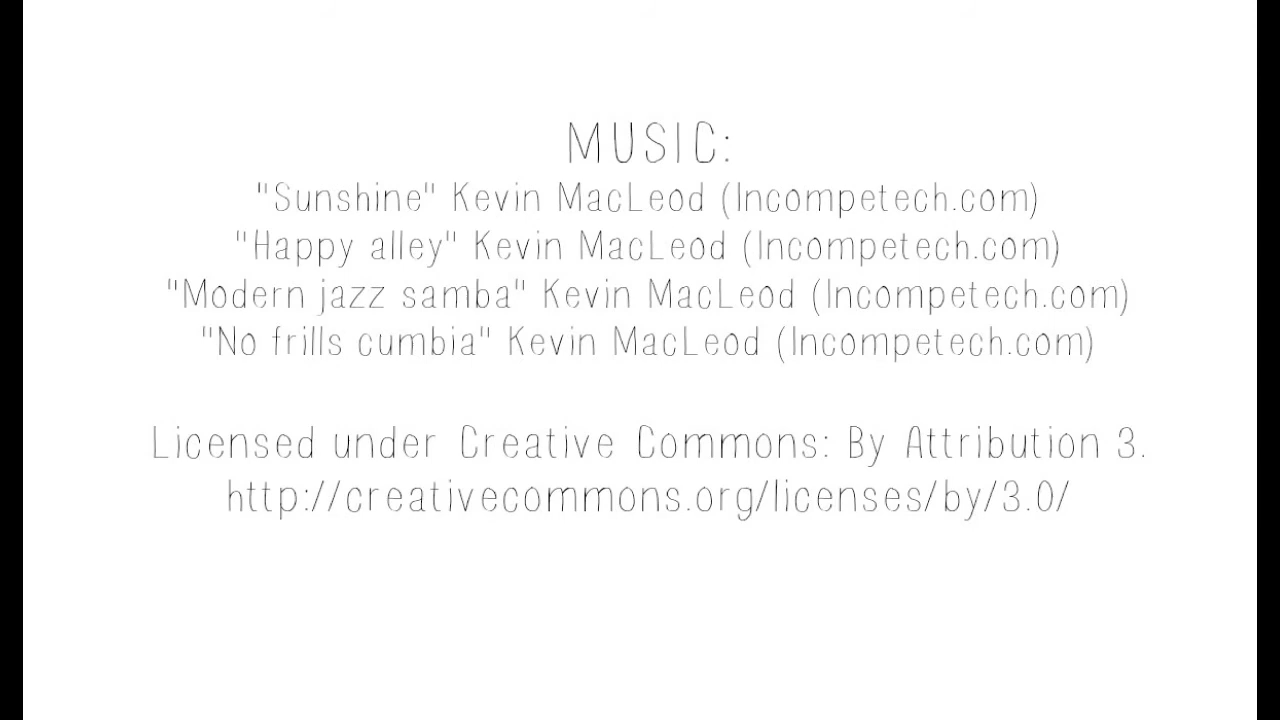 MUSIC:
"Sunshine" Kevin MacLeod (Incompetech.com)
"Happy alley" Kevin MacLeod (Incompetech.com)
"Modern jazz samba" Kevin MacLeod (Incompetech.com)
"No frills cumbia" Kevin MacLeod (Incompetech.com)
Licensed under Creative Commons: By Attribution 3.
http://creativecommons.org/licenses/by/3.0/